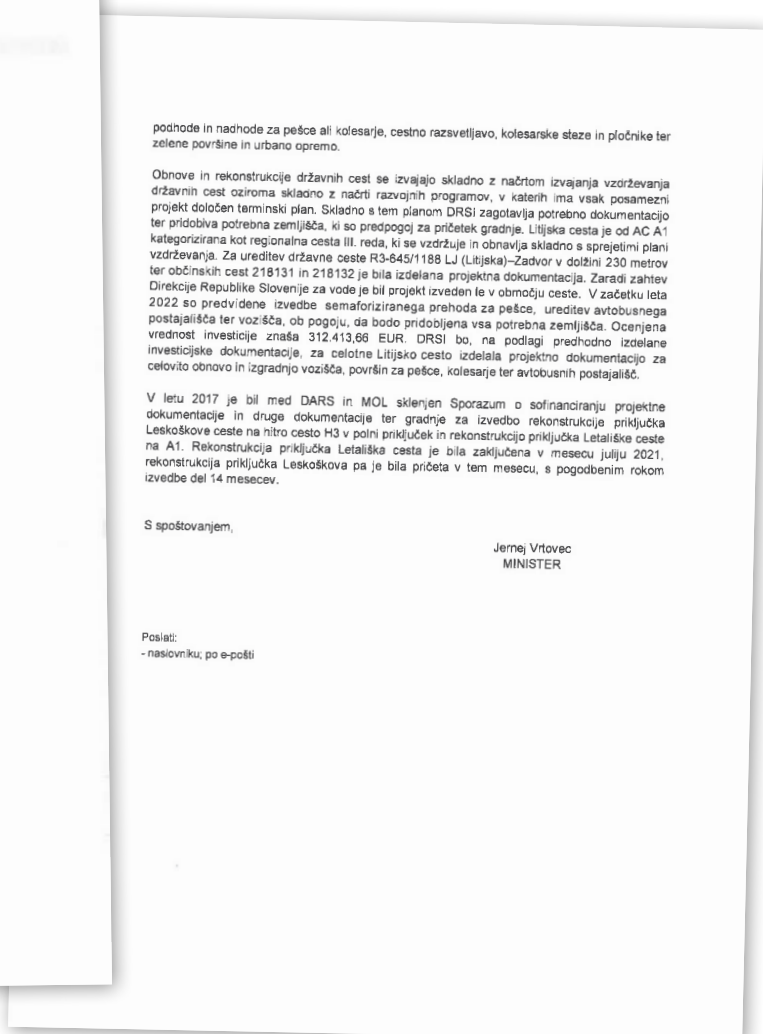 podhode in nadhode za pešce ali kolesarje, cestno razsvetljavo, kolesarske steze in pločnike ter
zelene površine in urbano opremo.
Obnove in rekonstrukcije državnih cest se izvajajo skladno z načrtom izvajanja vzdrževanja
državnih cest oziroma skladno z načrti razvojnih programov, v katerih ima vsak posamezni
projekt določen terminski plan. Skladno s tem planom DRSI zagotavlja potrebno dokumentacijo
ter pridobiva potrebna zemljišča, ki so predpogoj za pričetek gradnje. Litijska cesta je od AC A1
kategorizirana kot regionalna cesta III. reda, ki se vzdržuje in obnavlja skladno s sprejetimi plani
vzdrževanja. Za ureditev državne ceste R3-645/1188 LJ (Litijska)–Zadvor v dolžini 230 metrov
ter občinskih cest 218131 in 218132 je bila izdelana projektna dokumentacija. Zaradi zahtev
Direkcije Republike Slovenije za vode je bil projekt izveden le v območju ceste. V začetku leta
2022 so predvidene izvedbe semaforiziranega prehoda za pešce, ureditev avtobusnega
postajališča ter vozišča, ob pogoju, da bodo pridobljena vsa potrebna zemljišča. Ocenjena
vrednost investicije znaša 312.413,66 EUR. DRSI bo, na podlagi predhodno izdelane
investicijske dokumentacije, za celotne Litijsko cesto izdelala projektno dokumentacijo za
celovito obnovo in izgradnjo vozišča, površin za pešce, kolesarje ter avtobusnih postajališč.
V letu 2017 je bil med DARS in MOL sklenjen Sporazum o sofinanciranju projektne
dokumentacije in druge dokumentacije ter gradnje za izvedbo rekonstrukcije priključka
Leskoškove ceste na hitro cesto H3 v polni priključek in rekonstrukcijo priključka Letališke ceste
na A1. Rekonstrukcija priključka Letališka cesta je bila zaključena v mesecu juliju 2021,
rekonstrukcija priključka Leskoškova pa je bila pričeta v tem mesecu, s pogodbenim rokom
izvedbe del 14 mesecev.
S spoštovanjem,
Jernej Vrtovec
MINISTER
Poslati:
- naslovniku; po e-pošti